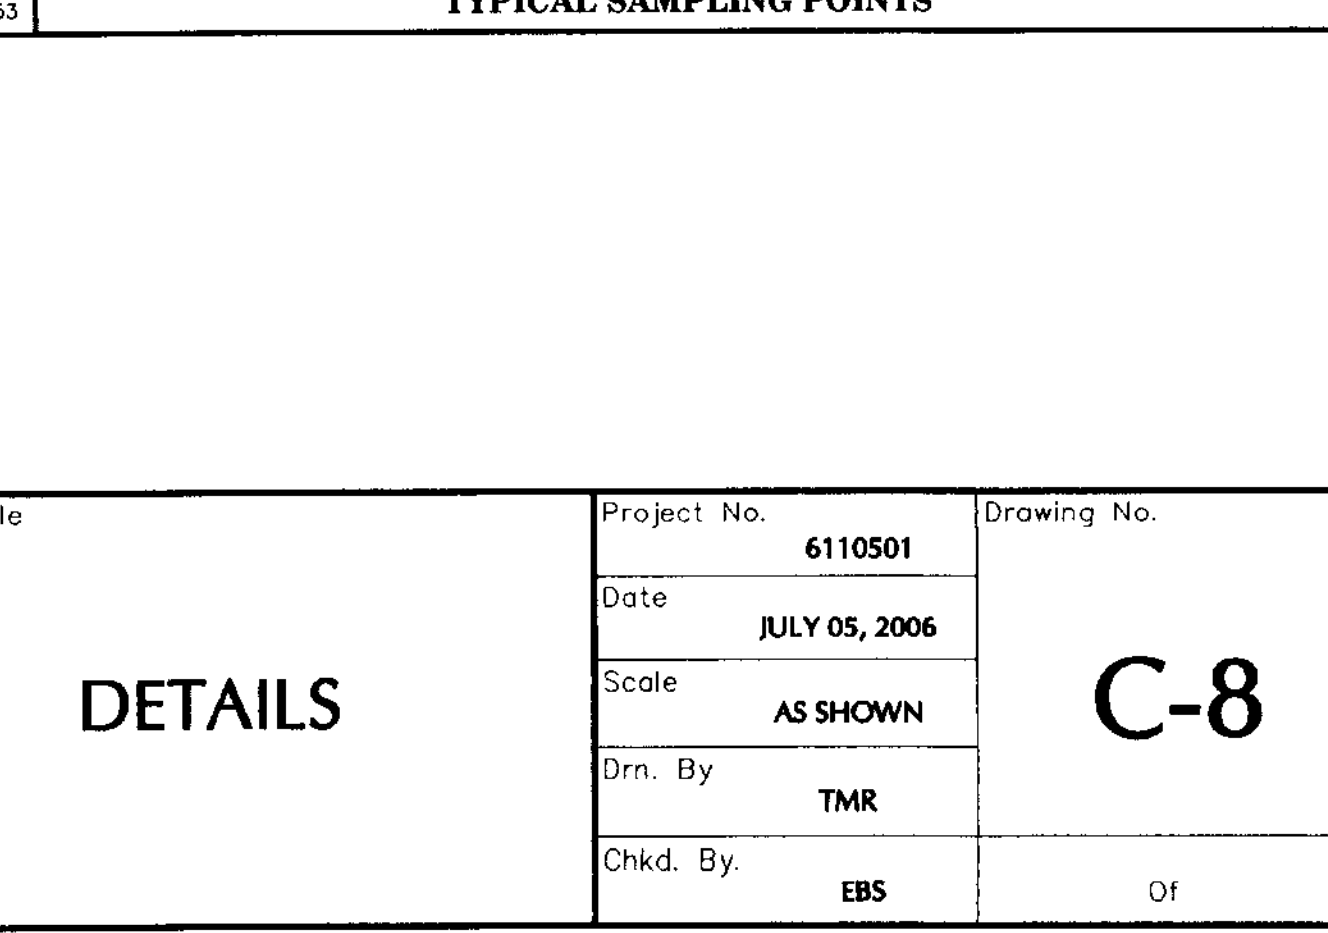 TYPICAL SAMPLING POINTS
Project No.
6110501
Drawing No.
Date
JULY 05, 2006
Scale
AS SHOWN
DETAILS
C-8
Drn. By
TMR
Chkd. By.
EBS
Of